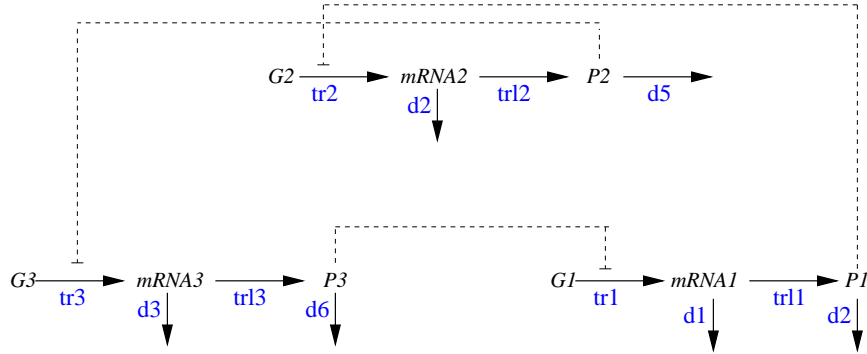 G2 mRNA2 P2
tr2 trl2 d5
d2
G3 mRNA3 P3 G1 mRNA1 P1
tr3 trl3 tr1 trl1
d3 d6 d1 d2